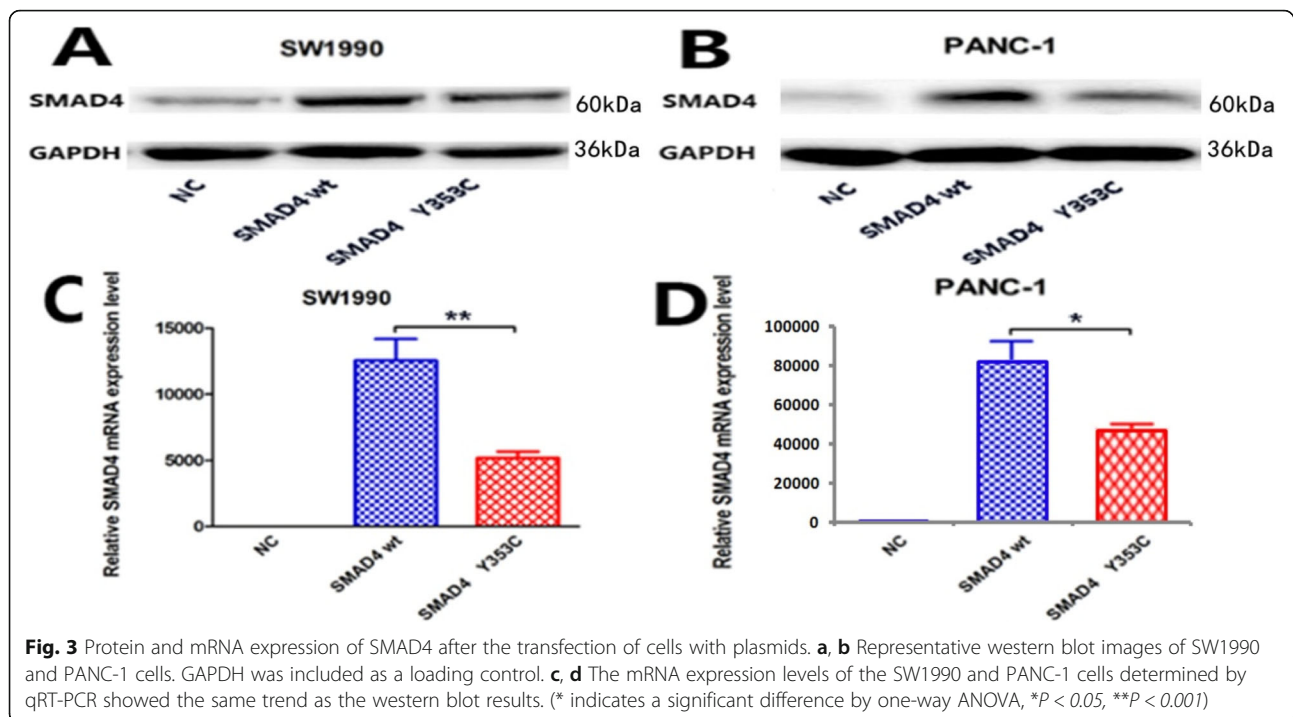 A
SW1990
SMAD4
60kDa
GAPDH
36kDa
NC
SMAD4 wt
SMAD4 Y353C
B
PANC-1
SMAD4
60kDa
GAPDH
36kDa
NC
SMAD4 wt
SMAD4 Y353C
C
SW1990
Relative SMAD4 mRNA expression level
15000
10000
5000
0
**
NC
SMAD4 wt
SMAD4 Y353C
D
PANC-1
Relative SMAD4 mRNA expression level
100000
80000
60000
40000
20000
0
*
NC
SMAD4 wt
SMAD4 Y353C
Fig. 3 Protein and mRNA expression of SMAD4 after the transfection of cells with plasmids. a, b Representative western blot images of SW1990
and PANC-1 cells. GAPDH was included as a loading control. c, d The mRNA expression levels of the SW1990 and PANC-1 cells determined by
qRT-PCR showed the same trend as the western blot results. (* indicates a significant difference by one-way ANOVA, *P < 0.05, **P < 0.001)